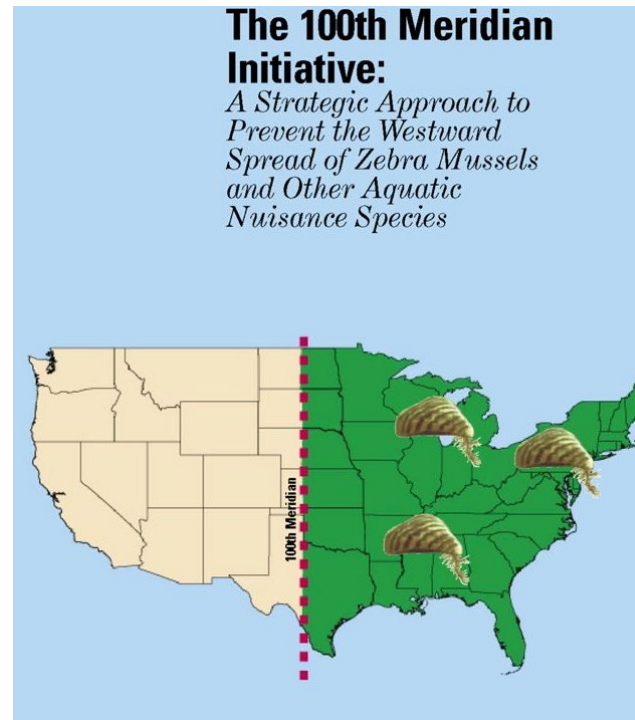 The 100th Meridian
Initiative:
A Strategic Approach to
Prevent the Westward
Spread of Zebra Mussels
and Other Aquatic
Nuisance Species
100th Meridian